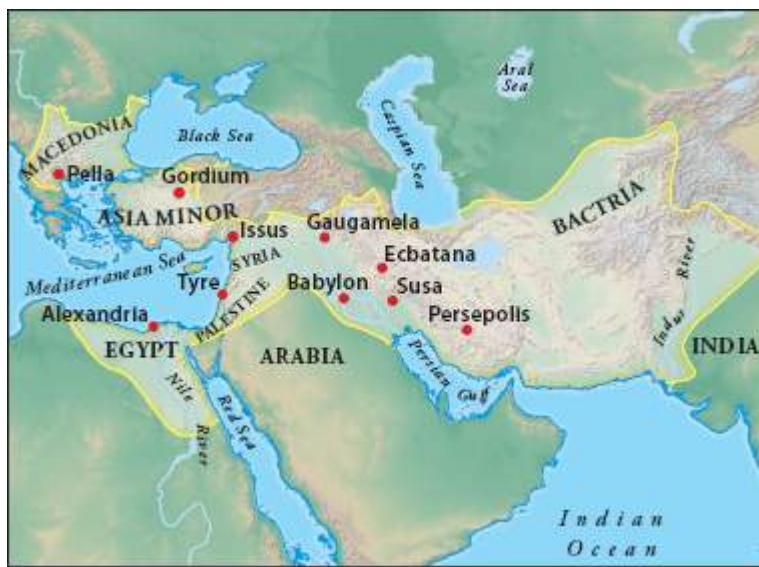 Aral
Sea
Caspian Sea
Black Sea
MACEDONIA
Pella
Gordium
ASIA MINOR
BACTRIA
Issus
Gaugamela
Mediterranean Sea
SYRIA
Ecbatana
Tyre
Babylon
Susa
Indus River
Alexandria
PALESTINE
Persepolis
EGYPT
ARABIA
INDIA
Nile
River
Red Sea
Persian
Gulf
Indian
Ocean